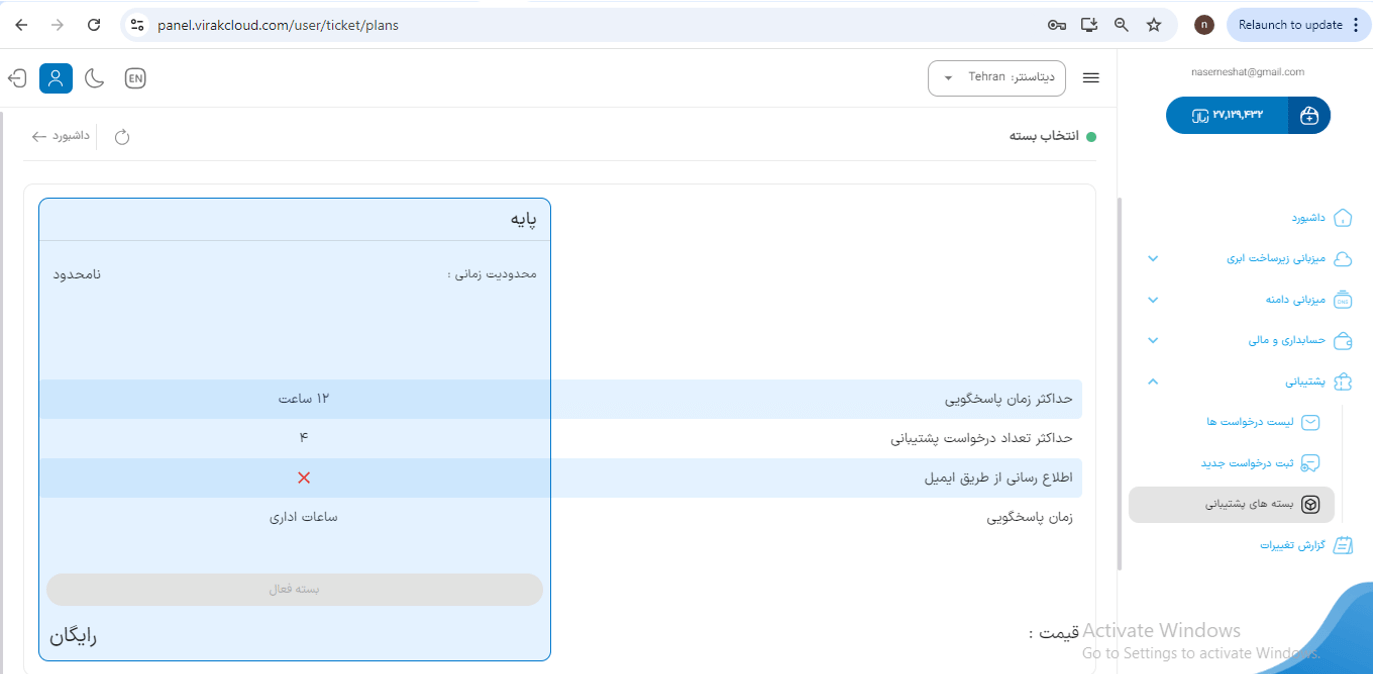 panel.virakcloud.com/user/ticket/plans
n
Relaunch to update
EN
دیتاسنتر: Tehran
nasemeshat@gmail.com
۲۷,۱۲۹,۴۳۲ ریال
انتخاب بسته
داشبورد
پایه
محدودیت زمانی : نامحدود
حداکثر زمان پاسخگویی ۱۲ ساعت
حداکثر تعداد درخواست پشتیبانی ۴
اطلاع رسانی از طریق ایمیل
زمان پاسخگویی ساعات اداری
بسته فعال
قیمت : رایگان
داشبورد
میزبانی زیرساخت ابری
میزبانی دامنه
DNS
حسابداری و مالی
پشتیبانی
لیست درخواست ها
ثبت درخواست جدید
بسته های پشتیبانی
گزارش تغییرات
Activate Windows
Go to Settings to activate Windows.